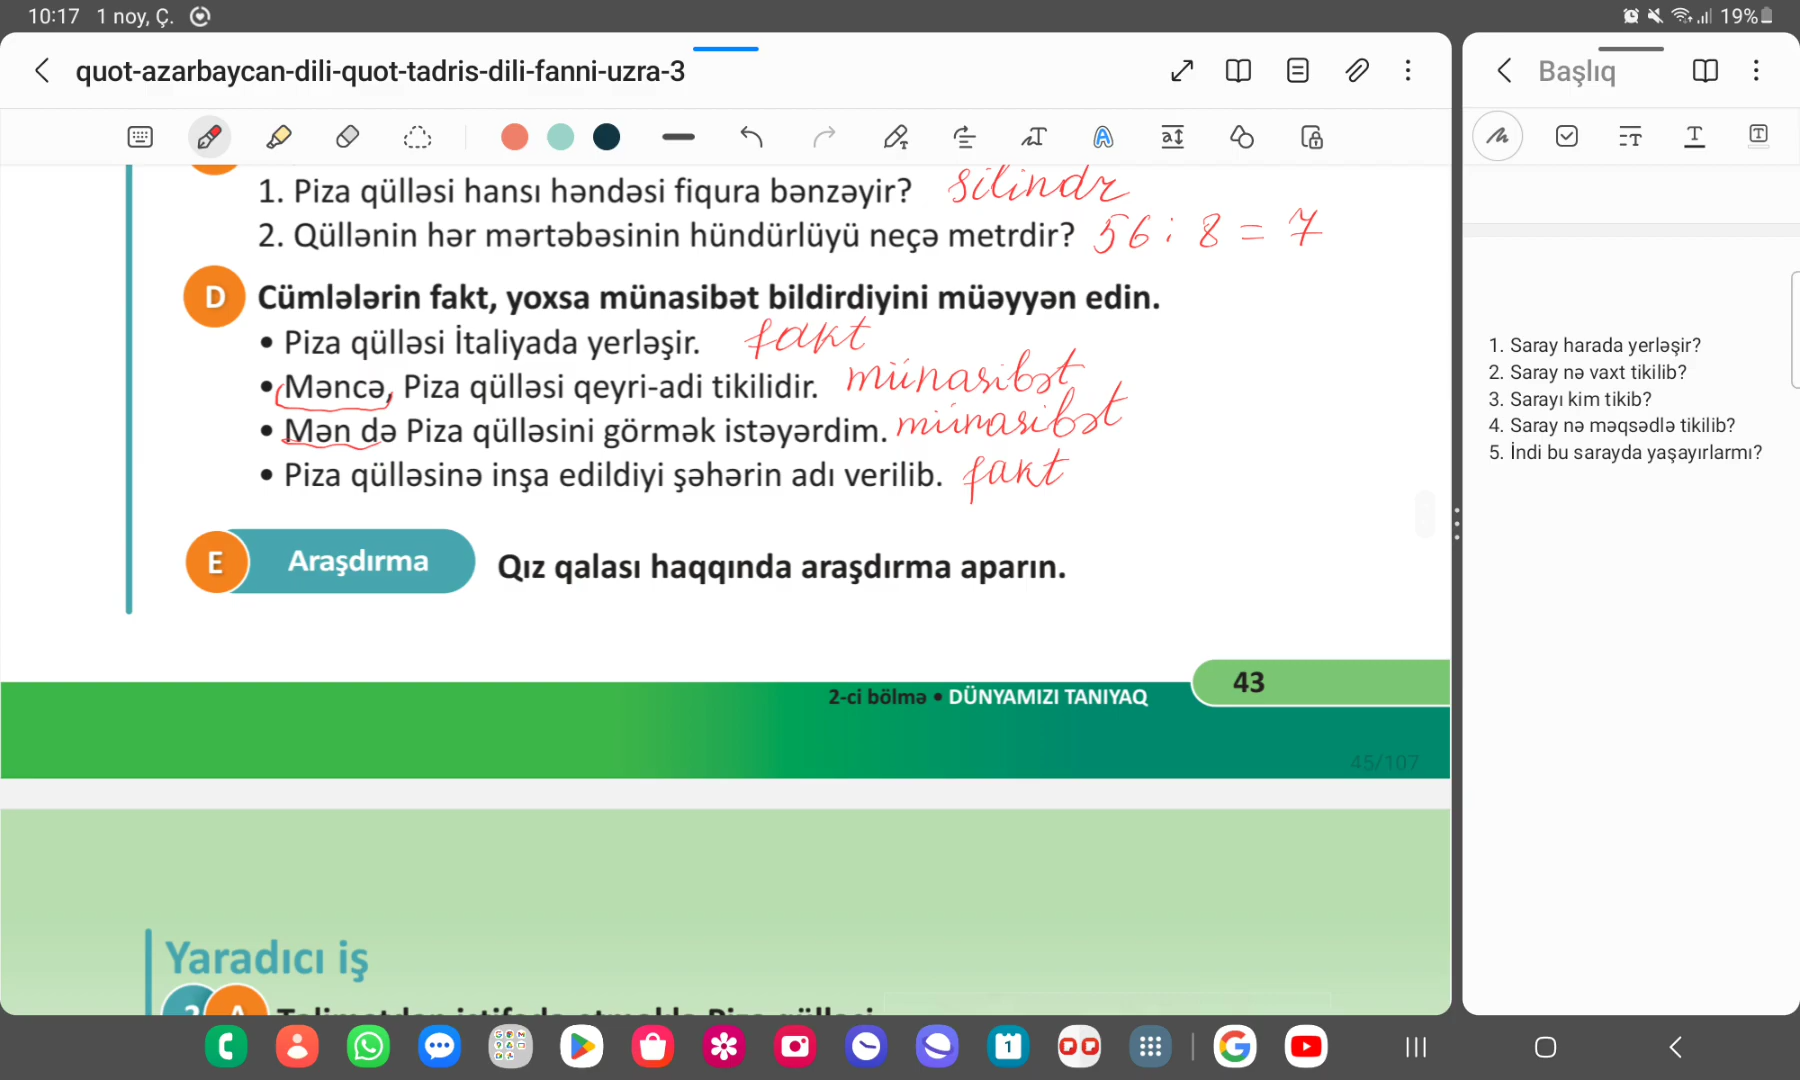 10:17 1 noy, Ç. 19%
quot-azarbaycan-dili-quot-tadris-dili-fanni-uzra-3
1. Piza qülləsi hansı həndəsi fiqura bənzəyir? silindr
2. Qüllənin hər mərtəbəsinin hündürlüyü neçə metrdir? 56 : 8 = 7
D Cümlələrin fakt, yoxsa münasibət bildirdiyini müəyyən edin.
• Piza qülləsi İtaliyada yerləşir. fakt
• Məncə, Piza qülləsi qeyri-adi tikilidir. münasibət
• Mən də Piza qülləsini görmək istəyərdim. münasibət
• Piza qülləsinə inşa edildiyi şəhərin adı verilib. fakt
E Araşdırma Qız qalası haqqında araşdırma aparın.
43
2-ci bölmə • DÜNYAMIZI TANIYAQ
45/107
Yaradıcı iş
Başlıq
1. Saray harada yerləşir?
2. Saray nə vaxt tikilib?
3. Sarayı kim tikib?
4. Saray nə məqsədlə tikilib?
5. İndi bu sarayda yaşayırlarmı?